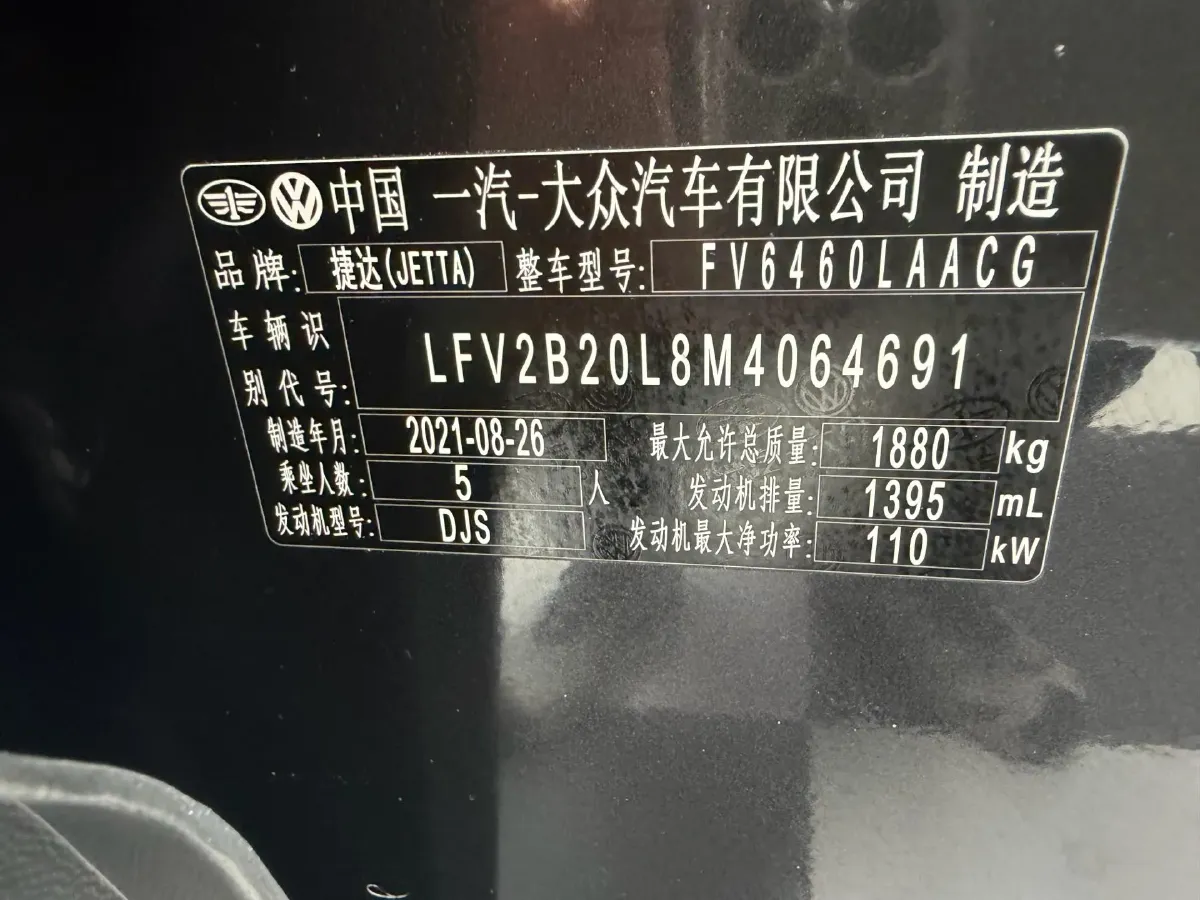 中国 一汽-大众汽车有限公司 制造
品牌: 捷达(JETTA) 整车型号: FV6460LAACG
车辆识别代号: LFV2B20L8M4064691
制造年月: 2021-08-26 最大允许总质量: 1880 kg
乘坐人数: 5 人 发动机排量: 1395 mL
发动机型号: DJS 发动机最大净功率: 110 kW